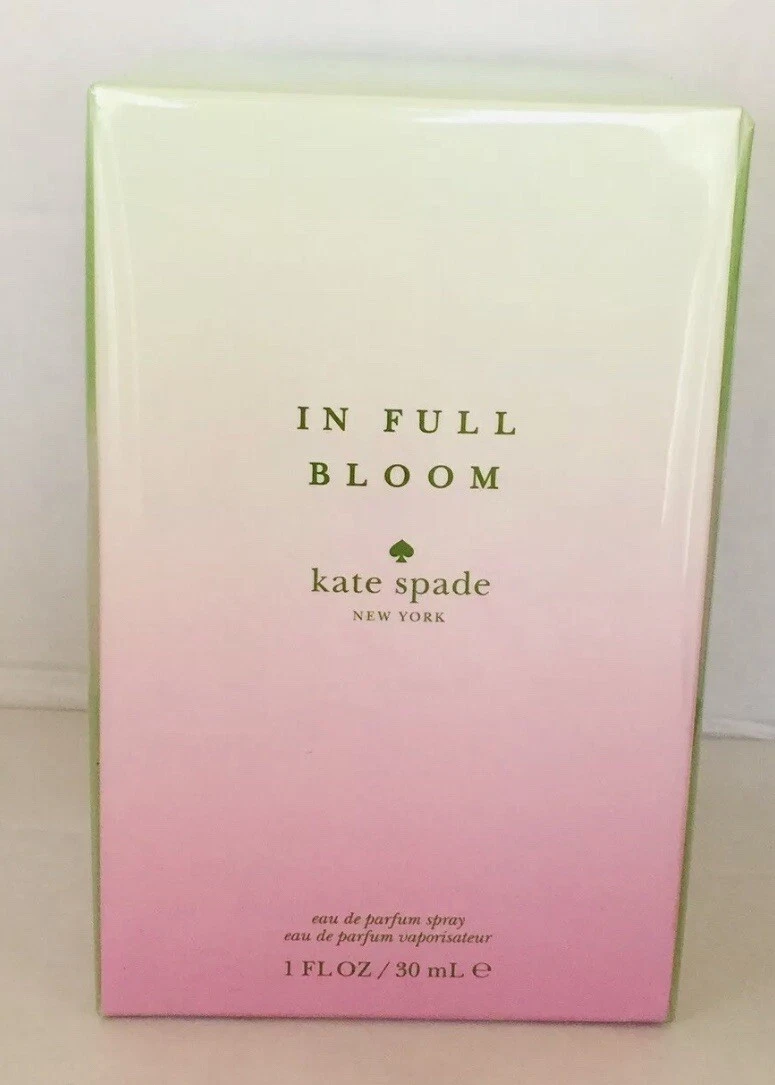 IN FULL
BLOOM
kate spade
NEW YORK
eau de parfum spray
eau de parfum vaporisateur
1 FL OZ / 30 mL ℮